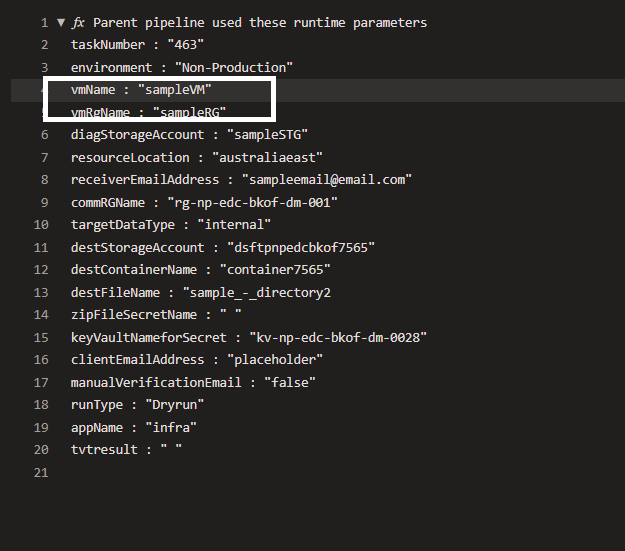 1 ▼ fx Parent pipeline used these runtime parameters
2 taskNumber : "463"
3 environment : "Non-Production"
4 vmName : "sampleVM"
5 vmRgName : "sampleRG"
6 diagStorageAccount : "sampleSTG"
7 resourceLocation : "australiaeast"
8 receiverEmailAddress : "sampleemail@email.com"
9 commRGName : "rg-np-edc-bkof-dm-001"
10 targetDataType : "internal"
11 destStorageAccount : "dsftpnpedcbkof7565"
12 destContainerName : "container7565"
13 destFileName : "sample_-_directory2
14 zipFileSecretName : " "
15 keyVaultNameforSecret : "kv-np-edc-bkof-dm-0028"
16 clientEmailAddress : "placeholder"
17 manualVerificationEmail : "false"
18 runType : "Dryrun"
19 appName : "infra"
20 tvtresult : " "
21